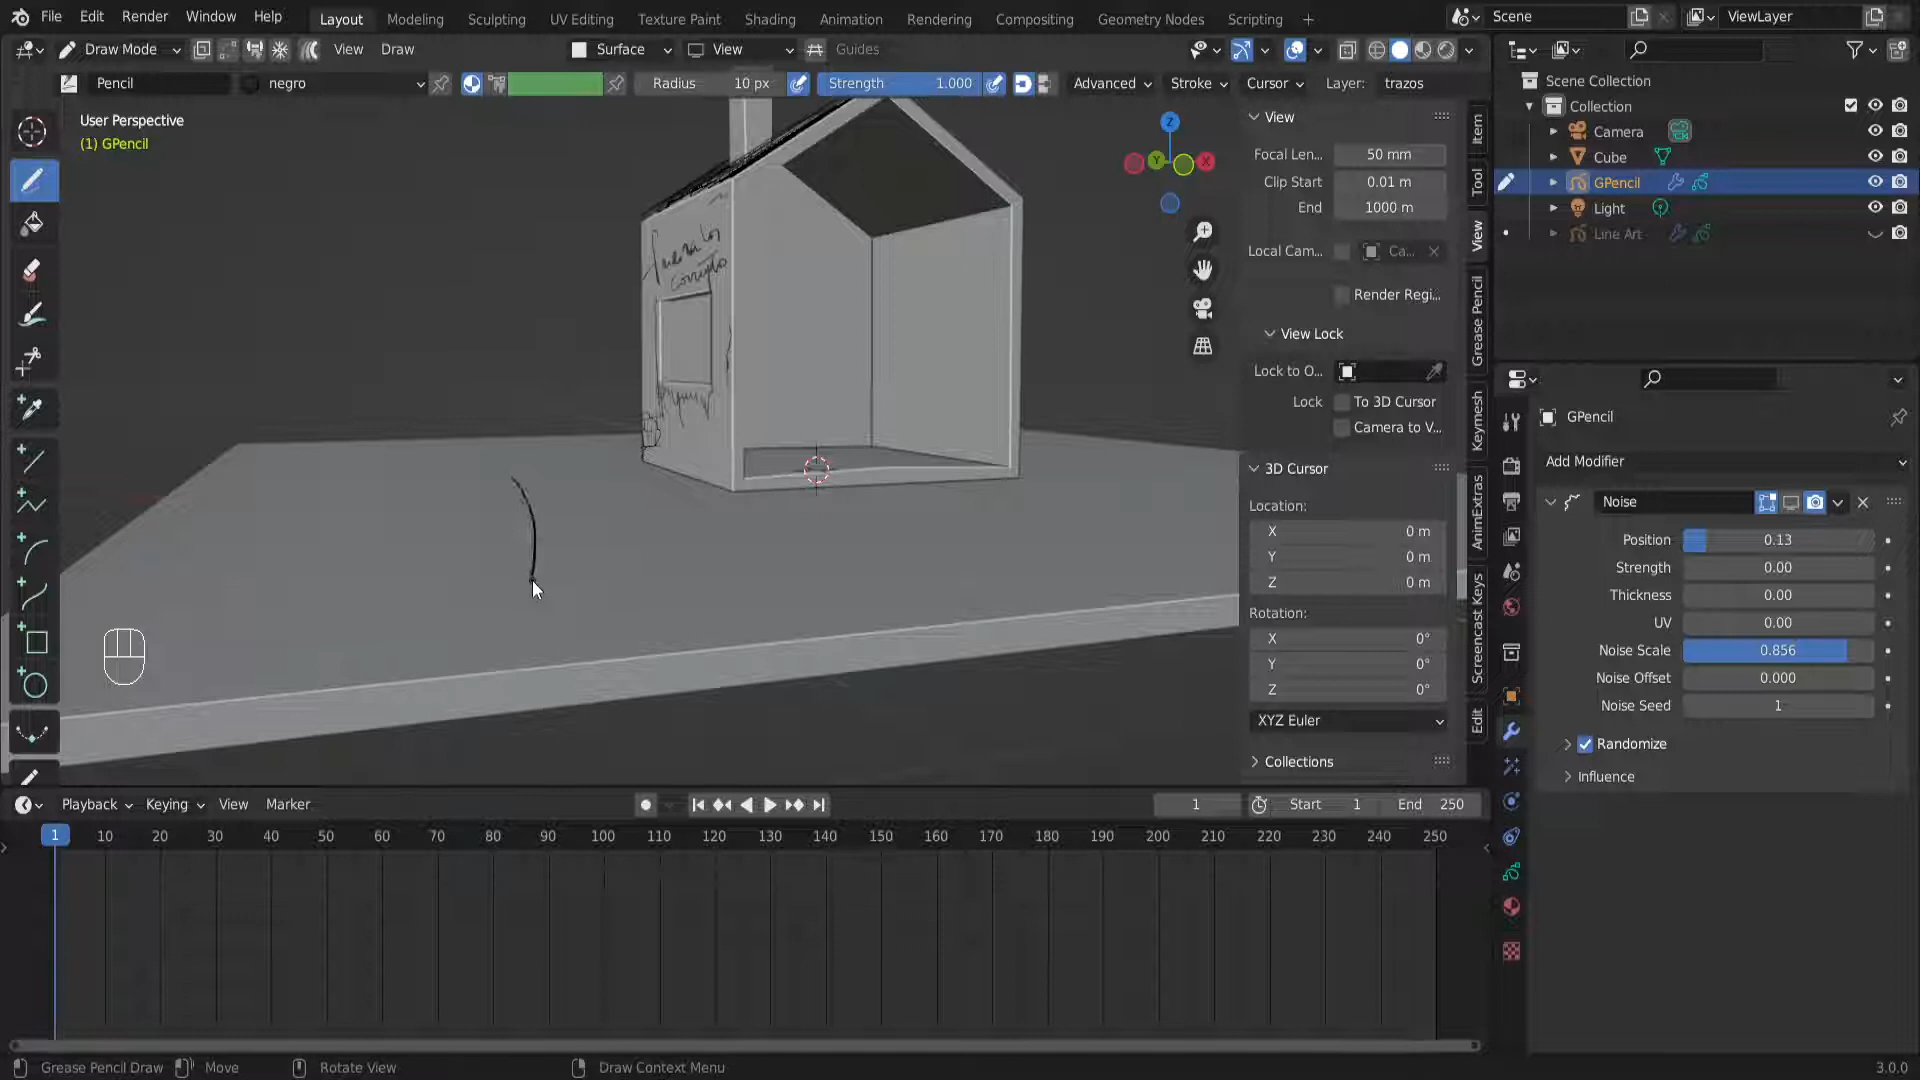 File Edit Render Window Help Layout Modeling Sculpting UV Editing Texture Paint Shading Animation Rendering Compositing Geometry Nodes Scripting + Scene ViewLayer
Draw Mode View Draw Surface View Guides
Pencil negro Radius 10 px Strength 1.000 Advanced Stroke Cursor Layer: trazos
User Perspective
(1) GPencil
Z
Y
X
View
Focal Len... 50 mm
Clip Start 0.01 m
End 1000 m
Local Cam... Ca...
Render Regi...
View Lock
Lock to O...
Lock To 3D Cursor
Camera to V...
3D Cursor
Location:
X 0 m
Y 0 m
Z 0 m
Rotation:
X 0°
Y 0°
Z 0°
XYZ Euler
Collections
Item
Tool
View
Grease Pencil
Keymesh
AnimExtras
Screencast Keys
Edit
Scene Collection
Collection
Camera
Cube
GPencil
Light
Line Art
GPencil
Add Modifier
Noise
Position 0.13
Strength 0.00
Thickness 0.00
UV 0.00
Noise Scale 0.856
Noise Offset 0.000
Noise Seed 1
Randomize
Influence
Playback Keying View Marker 1 Start 1 End 250
1 10 20 30 40 50 60 70 80 90 100 110 120 130 140 150 160 170 180 190 200 210 220 230 240 250
Grease Pencil Draw Move Rotate View Draw Context Menu 3.0.0